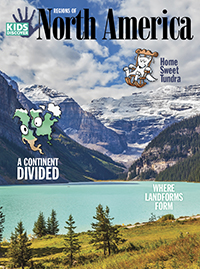 KIDS
DISCOVER
REGIONS OF
North America
Home
Sweet
Tundra
A CONTINENT
DIVIDED
WHERE
LANDFORMS
FORM